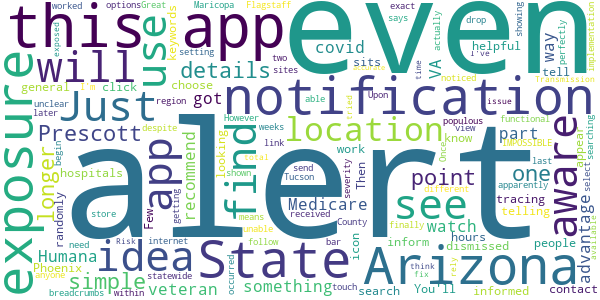 worked options Great Maricopa Flagstaff exact drop showing
this app even
exposed keywords says actually perfectly implementation
will use covid sits way helpful I've
setting two sites tell VA time
details choose general I'm click noticed Transmission
exposure unclear region got notification
later Just able Upon tried issue populous functional
despite However weeks Once IMPOSSIBLE view
Prescott location part know appear
hospitals app find looking shown link work Then severity Tucson send total
longer randomly Few recommend alert point see one aware
tracing searching last different apparently
Phoenix getting Medicare received County telling select available
Humana store unable means Risk internet idea State watch hours dismissed people advantage
need follow bar icon inform finally
simple statewide Arizona
veteran something occurred touch think fix rely
anyone breadcrumbs within search You'll informed contact